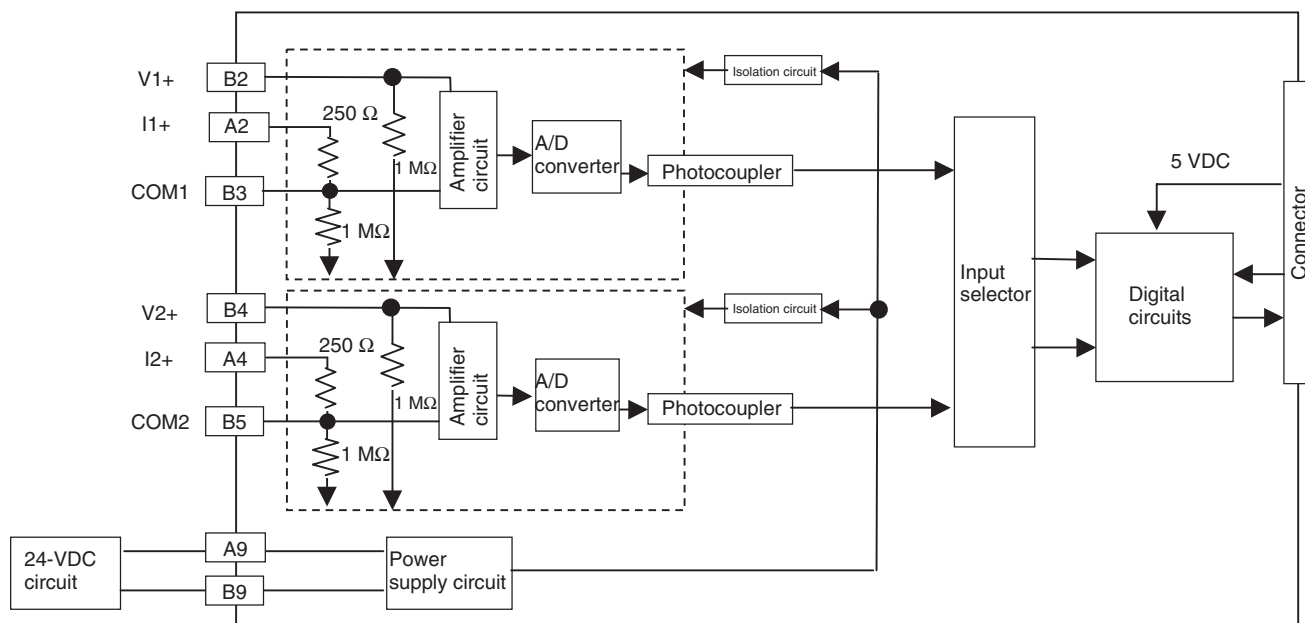 V1+
B2
Isolation circuit
250 Ω
I1+
A2
Amplifier
circuit
A/D
converter
1 MΩ
Photocoupler
COM1
B3
1 MΩ
5 VDC
Connector
Input
selector
Digital
circuits
V2+
B4
Isolation circuit
250 Ω
I2+
A4
Amplifier
circuit
A/D
converter
1 MΩ
Photocoupler
COM2
B5
1 MΩ
24-VDC
circuit
A9
B9
Power
supply circuit